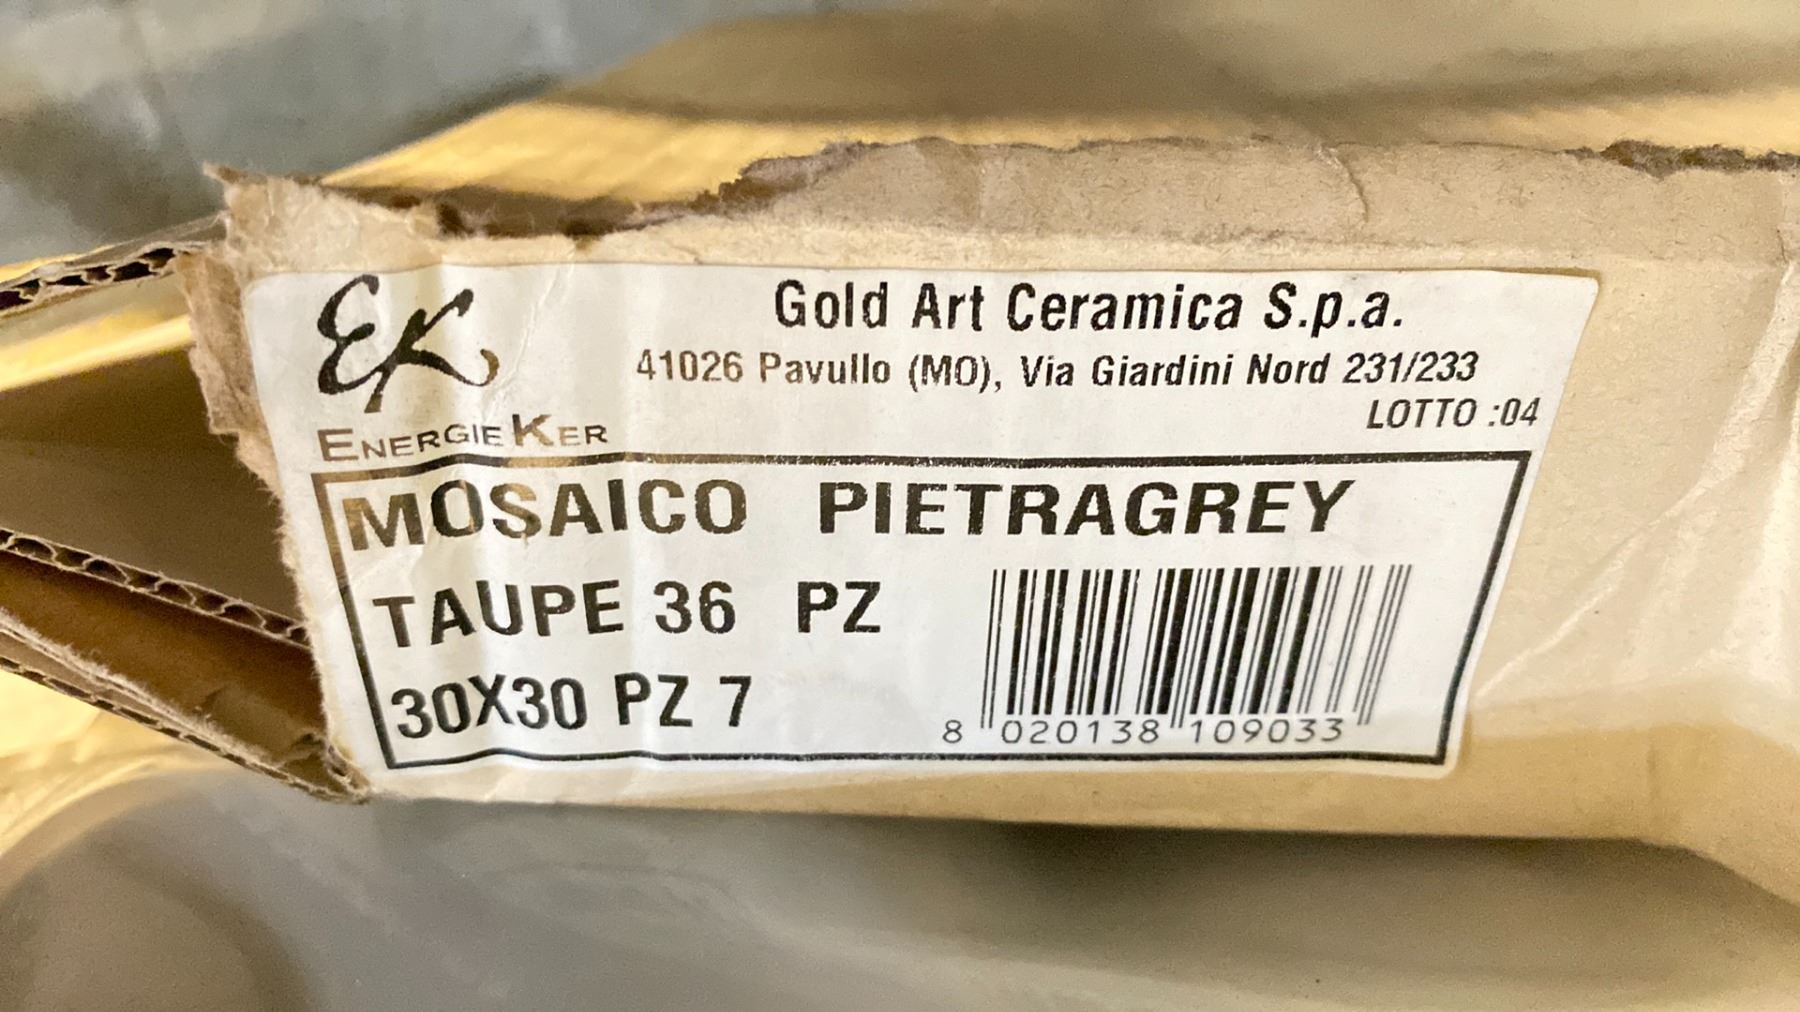 EK
Gold Art Ceramica S.p.a.
41026 Pavullo (MO), Via Giardini Nord 231/233
LOTTO :04
ENERGIEKER
MOSAICO PIETRAGREY
TAUPE 36 PZ
30X30 PZ 7
8 020138 109033